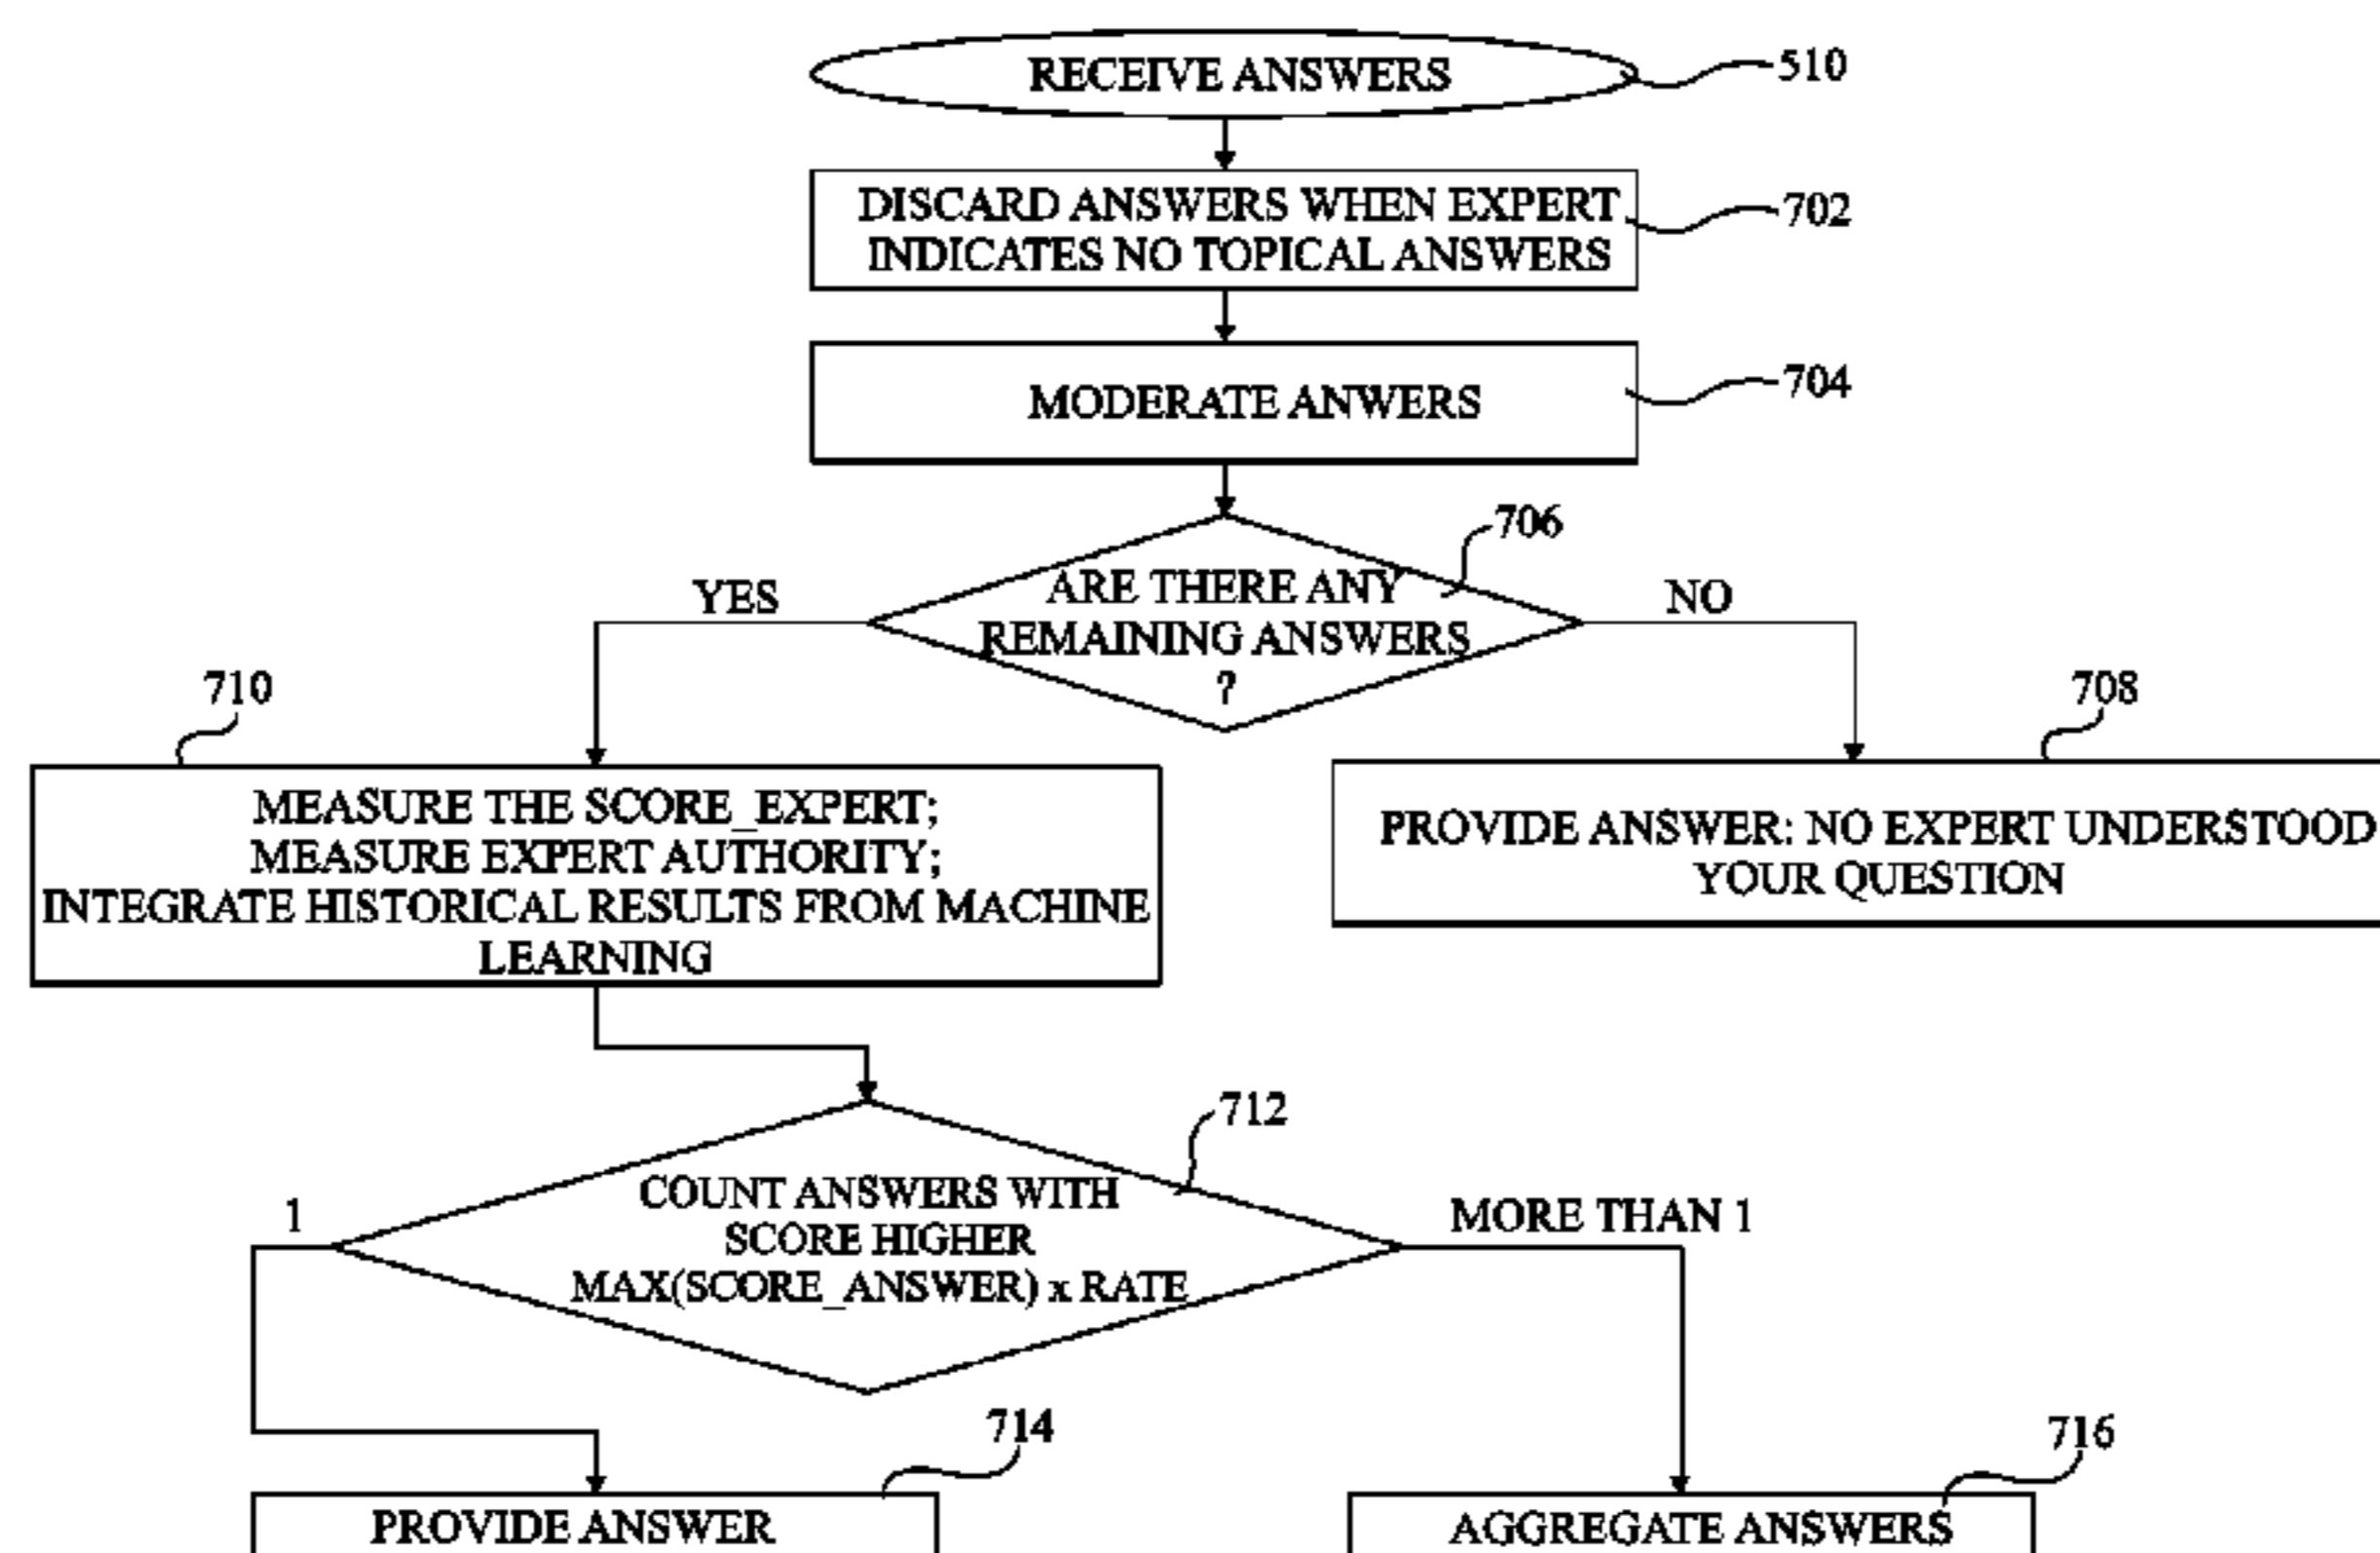 RECEIVE ANSWERS
510
DISCARD ANSWERS WHEN EXPERT
INDICATES NO TOPICAL ANSWERS
702
MODERATE ANWERS
704
706
ARE THERE ANY
REMAINING ANSWERS
?
YES
NO
710
MEASURE THE SCORE_EXPERT;
MEASURE EXPERT AUTHORITY;
INTEGRATE HISTORICAL RESULTS FROM MACHINE
LEARNING
708
PROVIDE ANSWER: NO EXPERT UNDERSTOOD
YOUR QUESTION
712
COUNT ANSWERS WITH
SCORE HIGHER
MAX(SCORE_ANSWER) x RATE
1
MORE THAN 1
714
PROVIDE ANSWER
716
AGGREGATE ANSWERS